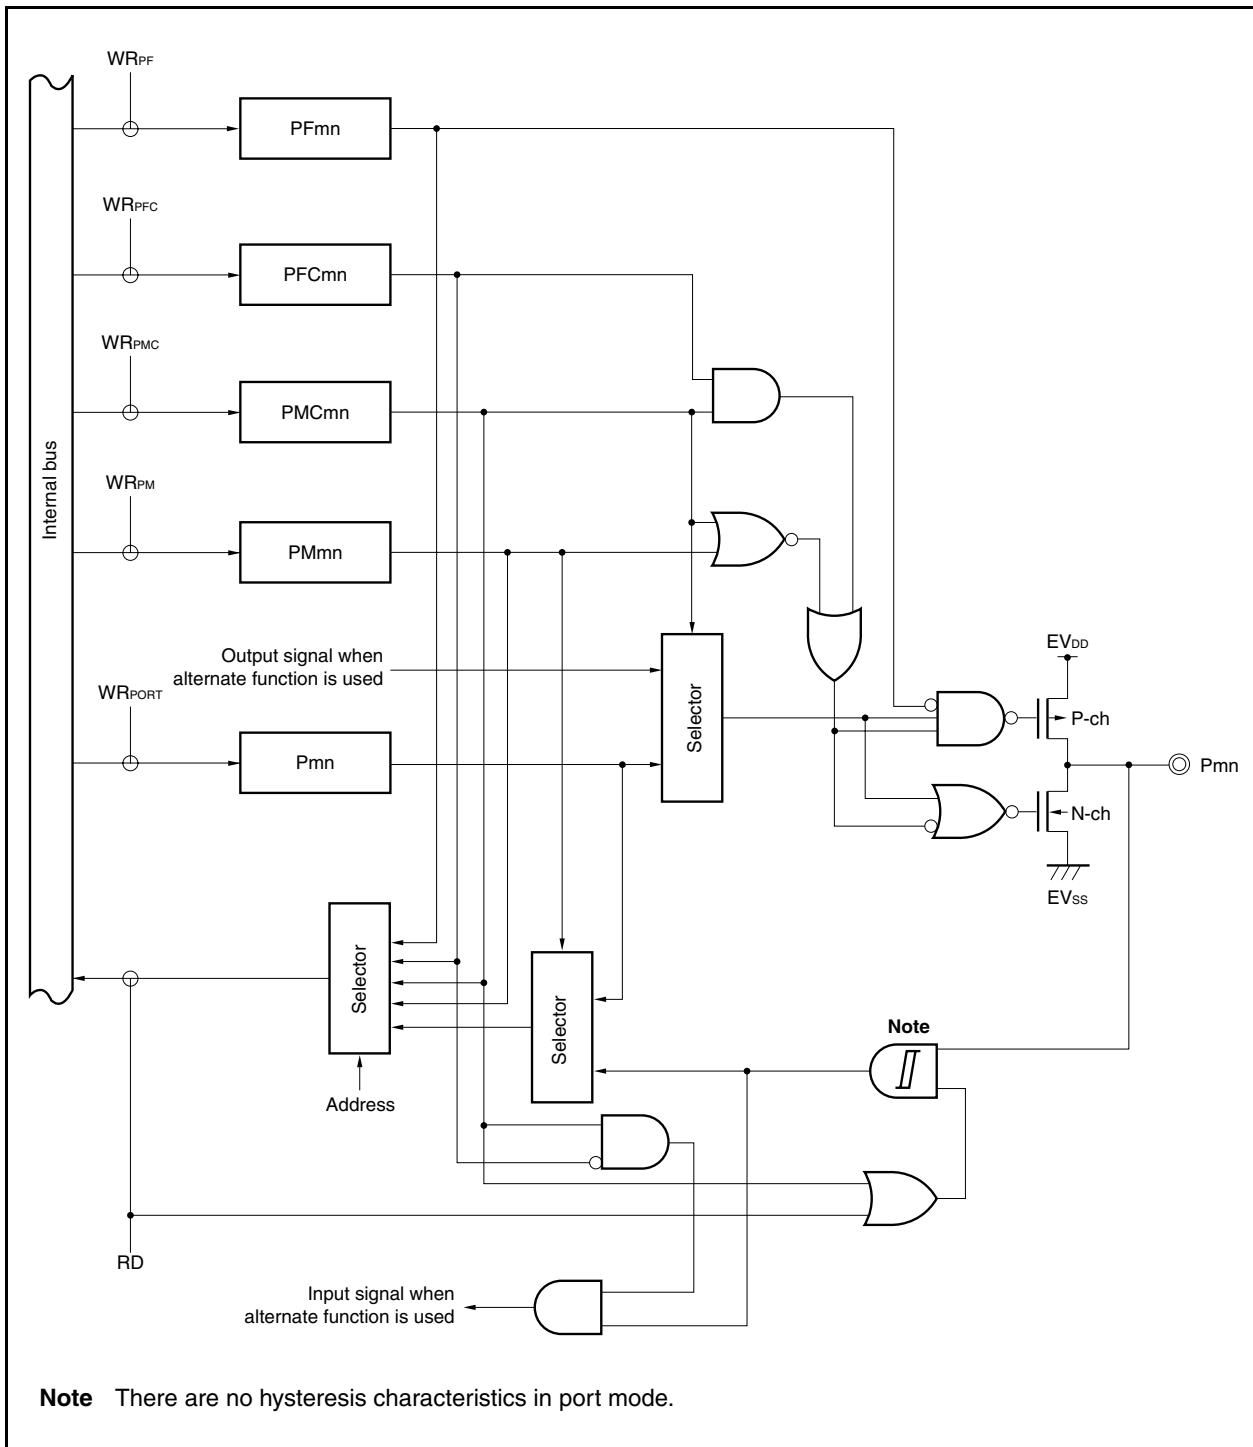 WRPF
PFmn
WRPFC
PFCmn
WRPMC
PMCmn
Internal bus
WRPM
PMmn
Output signal when
alternate function is used
Selector
EVDD
P-ch
WRPORT
Pmn
Pmn
N-ch
EVSS
Selector
Selector
Note
Address
RD
Input signal when
alternate function is used
Note There are no hysteresis characteristics in port mode.